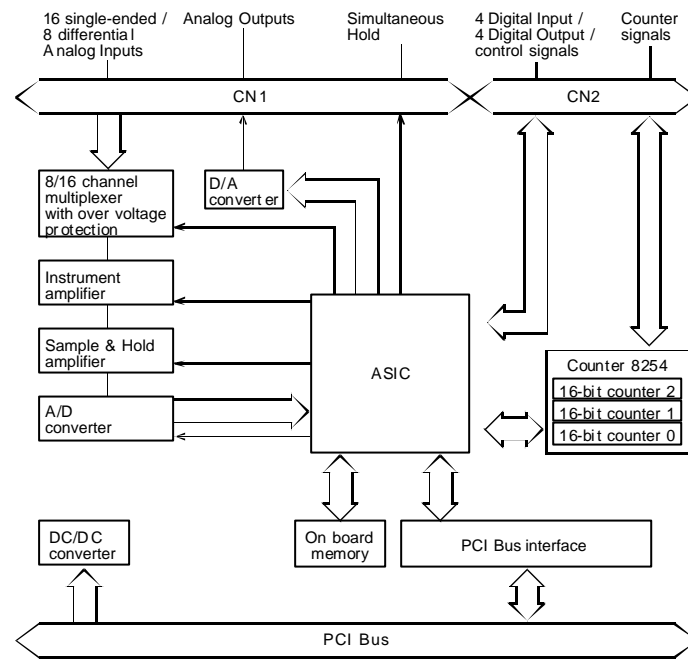 16 single-ended /
8 differential
Analog Inputs
Analog Outputs
Simultaneous
Hold
4 Digital Input /
4 Digital Output /
control signals
Counter
signals
CN1
CN2
8/16 channel
multiplexer
with over voltage
protection
D/A
converter
Instrument
amplifier
Sample & Hold
amplifier
A/D
converter
ASIC
Counter 8254
16-bit counter 2
16-bit counter 1
16-bit counter 0
DC/DC
converter
On board
memory
PCI Bus interface
PCI Bus